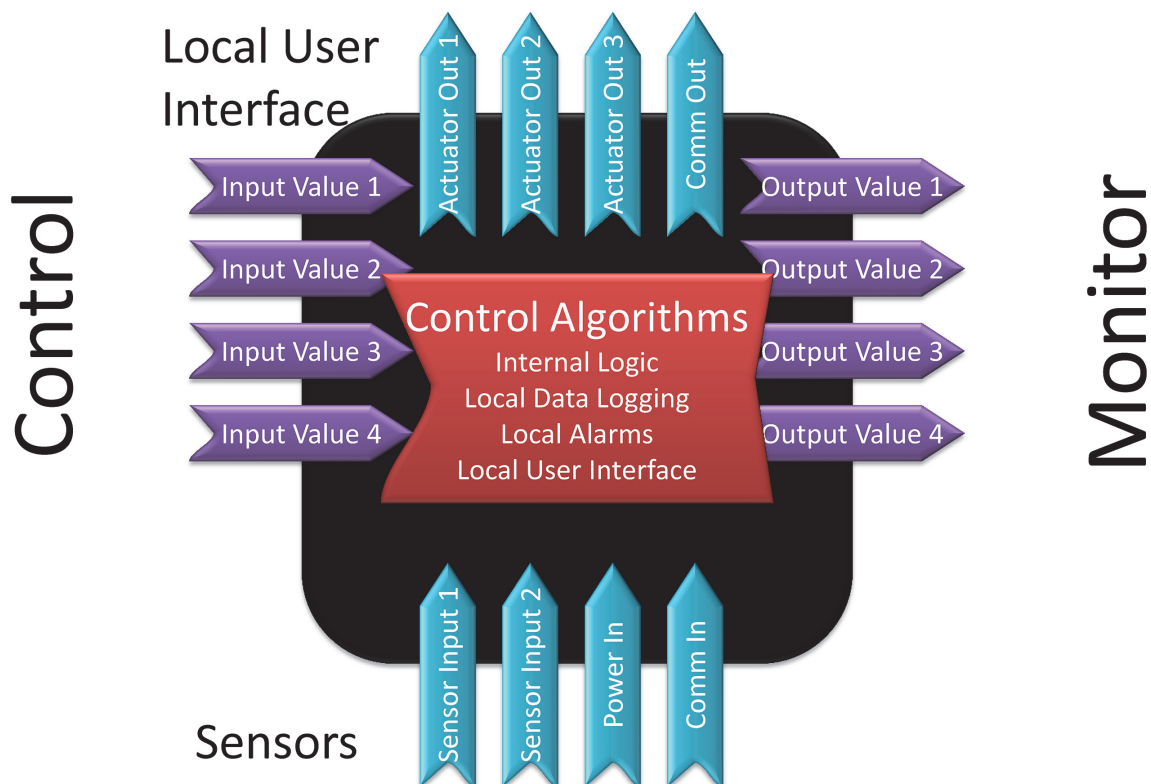 Local User
Interface
Actuator Out 1
Actuator Out 2
Actuator Out 3
Comm Out
Control
Input Value 1
Input Value 2
Input Value 3
Input Value 4
Output Value 1
Output Value 2
Output Value 3
Output Value 4
Monitor
Control Algorithms
Internal Logic
Local Data Logging
Local Alarms
Local User Interface
Sensors
Sensor Input 1
Sensor Input 2
Power In
Comm In